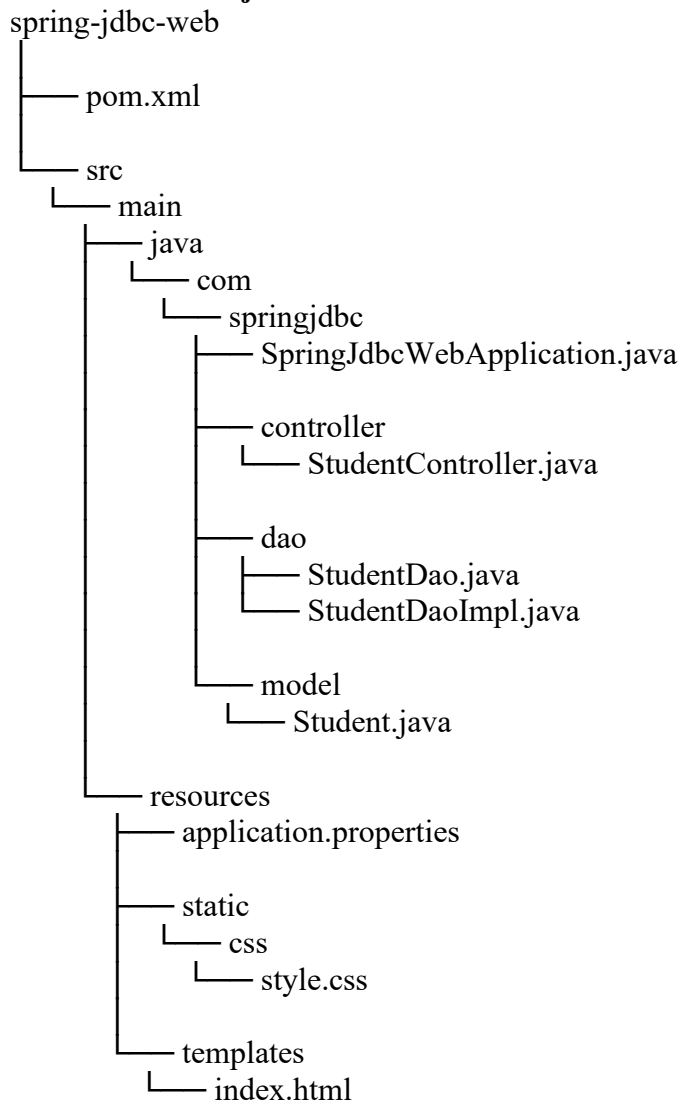 spring-jdbc-web
pom.xml
src
main
java
com
springjdbc
SpringJdbcWebApplication.java
controller
StudentController.java
dao
StudentDao.java
StudentDaoImpl.java
model
Student.java
resources
application.properties
static
css
style.css
templates
index.html